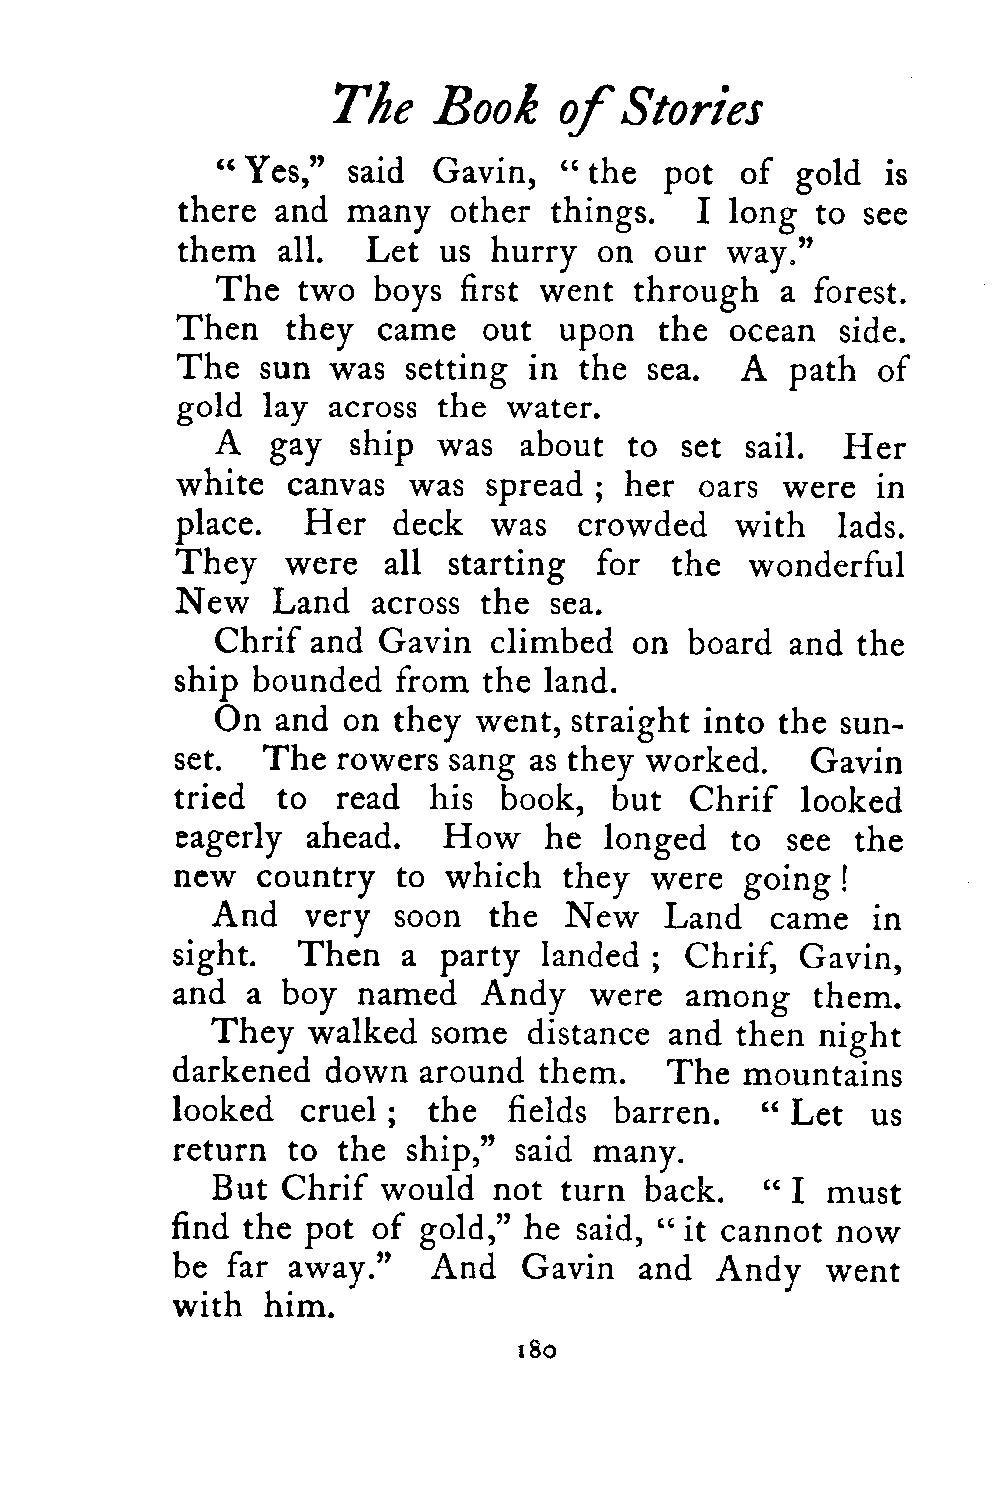 The Book of Stories
“ Yes,” said Gavin, “ the pot of gold is
there and many other things. I long to see
them all. Let us hurry on our way.”
The two boys first went through a forest.
Then they came out upon the ocean side.
The sun was setting in the sea. A path of
gold lay across the water.
A gay ship was about to set sail. Her
white canvas was spread ; her oars were in
place. Her deck was crowded with lads.
They were all starting for the wonderful
New Land across the sea.
Chrif and Gavin climbed on board and the
ship bounded from the land.
On and on they went, straight into the sun-
set. The rowers sang as they worked. Gavin
tried to read his book, but Chrif looked
eagerly ahead. How he longed to see the
new country to which they were going !
And very soon the New Land came in
sight. Then a party landed ; Chrif, Gavin,
and a boy named Andy were among them.
They walked some distance and then night
darkened down around them. The mountains
looked cruel ; the fields barren. “ Let us
return to the ship,” said many.
But Chrif would not turn back. “ I must
find the pot of gold,” he said, “ it cannot now
be far away.” And Gavin and Andy went
with him.
180